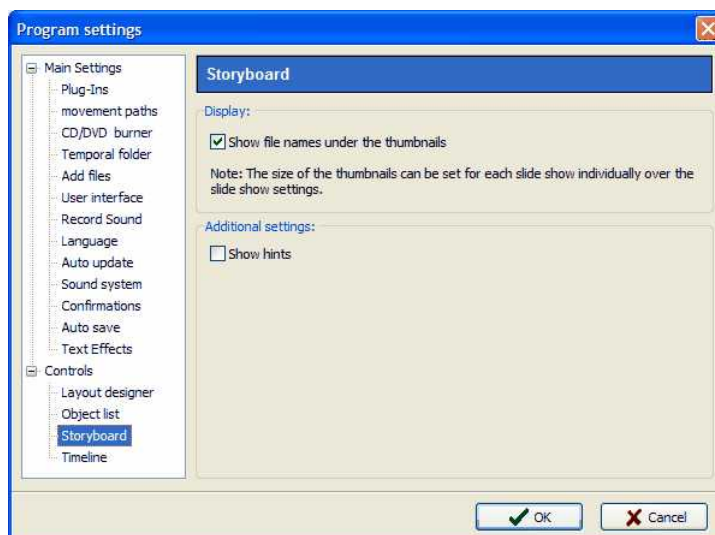 Program settings
Main Settings
Plug-Ins
movement paths
CD/DVD burner
Temporal folder
Add files
User interface
Record Sound
Language
Auto update
Sound system
Confirmations
Auto save
Text Effects
Controls
Layout designer
Object list
Storyboard
Timeline
Storyboard
Display:
Show file names under the thumbnails
Note: The size of the thumbnails can be set for each slide show individually over the
slide show settings.
Additional settings:
Show hints
OK
Cancel